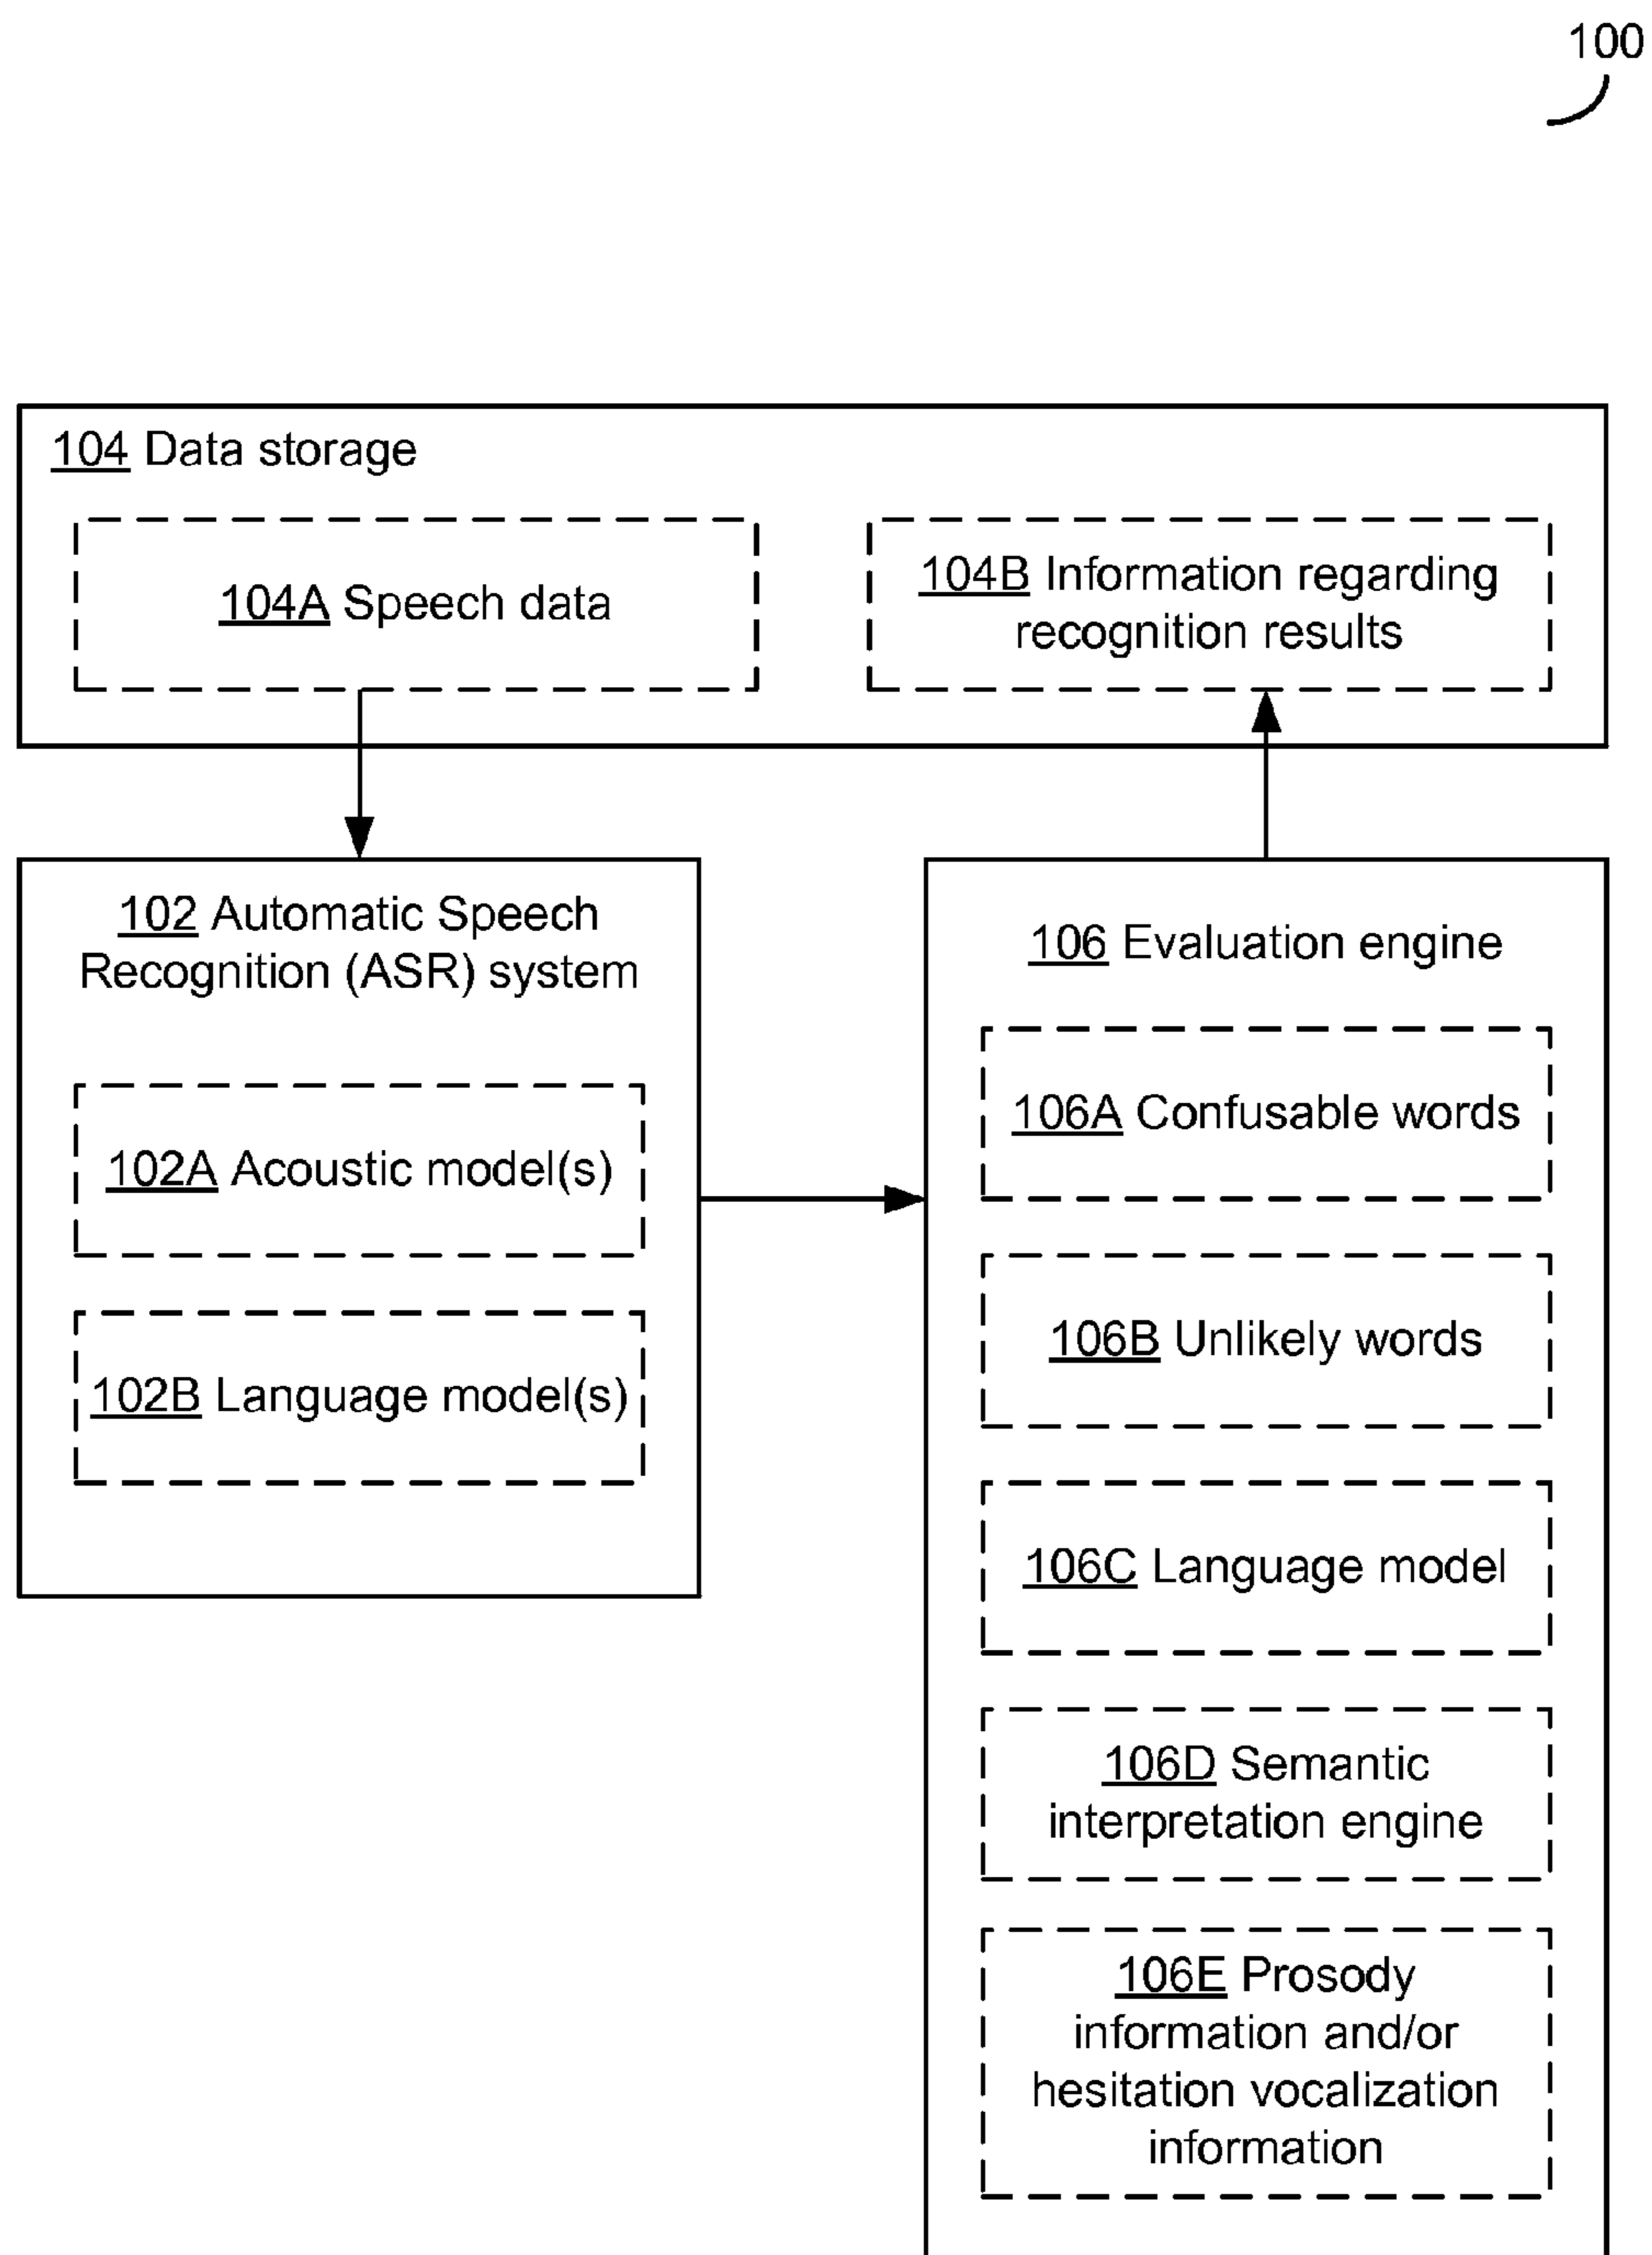 100
104 Data storage
104A Speech data
104B Information regarding
recognition results
102 Automatic Speech
Recognition (ASR) system
102A Acoustic model(s)
102B Language model(s)
106 Evaluation engine
106A Confusable words
106B Unlikely words
106C Language model
106D Semantic
interpretation engine
106E Prosody
information and/or
hesitation vocalization
information